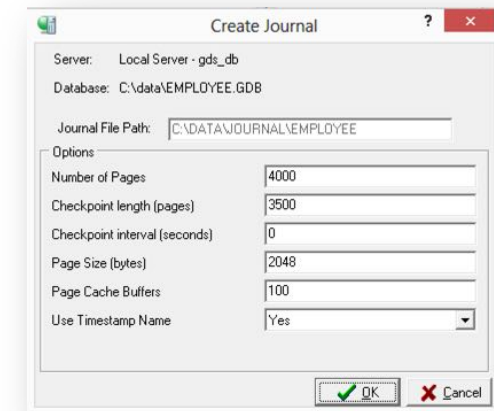 Create Journal
?
×
Server: Local Server - gds_db
Database: C:\data\EMPLOYEE.GDB
Journal File Path: C:\DATA\JOURNAL\EMPLOYEE
Options
Number of Pages 4000
Checkpoint length (pages) 3500
Checkpoint interval (seconds) 0
Page Size (bytes) 2048
Page Cache Buffers 100
Use Timestamp Name Yes
OK Cancel